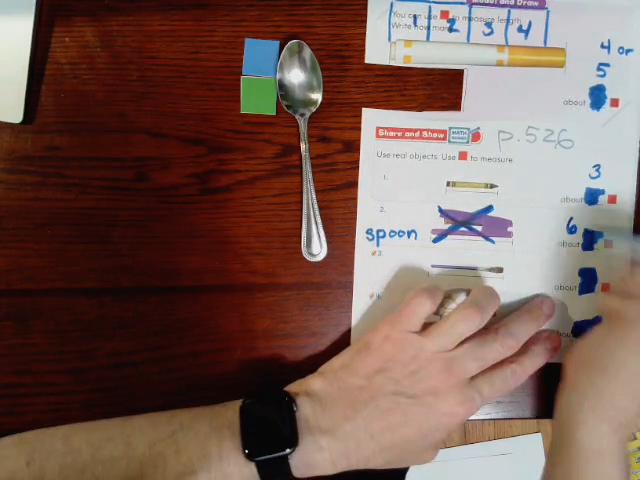 Model and Draw
You can use to measure length.
Write how man
1 2 3 4
4 or
5
about
Share and Show MATH BOARD p.526
Use real objects. Use to measure.
1.
3
about
2.
spoon
6
about
3.
about